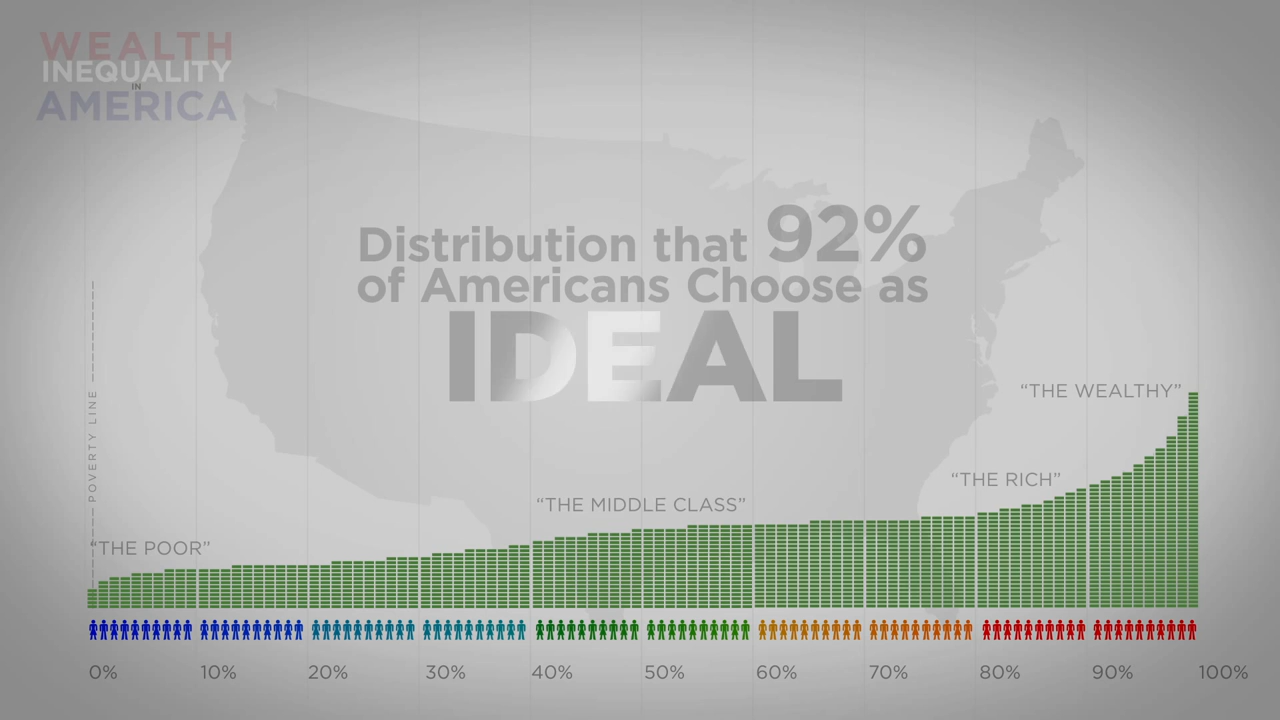 WEALTH
INEQUALITY
IN
AMERICA
Distribution that 92%
of Americans Choose as
IDEAL
POVERTY LINE
“THE POOR”
“THE MIDDLE CLASS”
“THE RICH”
“THE WEALTHY”
0% 10% 20% 30% 40% 50% 60% 70% 80% 90% 100%